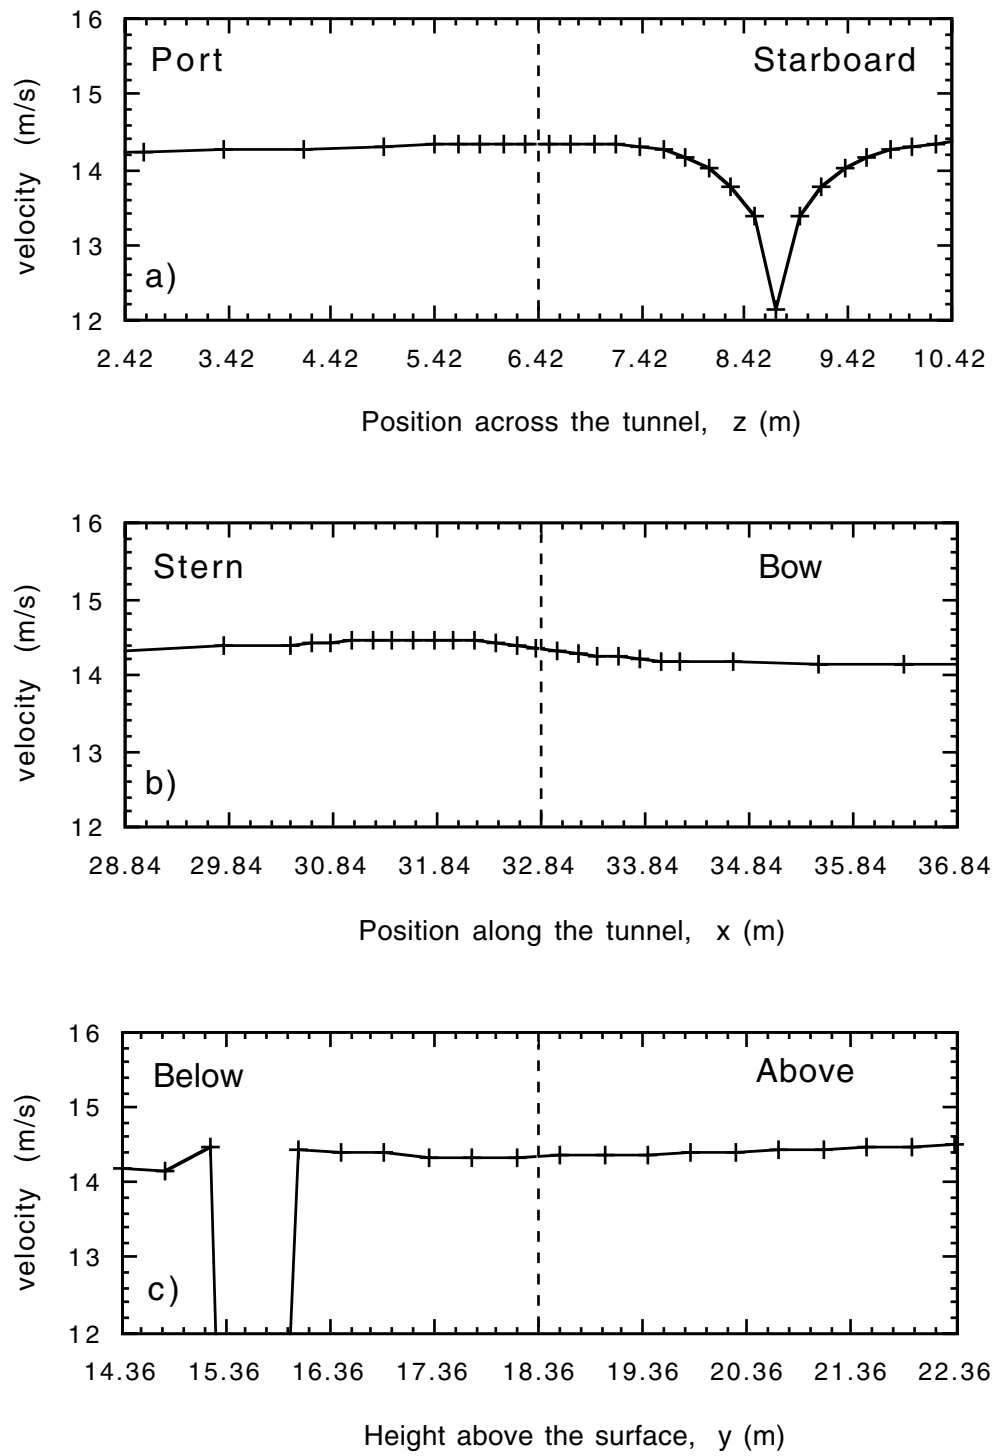 16
Port
Starboard
15
14
13
a)
12
velocity (m/s)
2.42 3.42 4.42 5.42 6.42 7.42 8.42 9.42 10.42
Position across the tunnel, z (m)
16
Stern
Bow
15
14
13
b)
12
velocity (m/s)
28.84 29.84 30.84 31.84 32.84 33.84 34.84 35.84 36.84
Position along the tunnel, x (m)
16
Below
Above
15
14
13
c)
12
velocity (m/s)
14.36 15.36 16.36 17.36 18.36 19.36 20.36 21.36 22.36
Height above the surface, y (m)